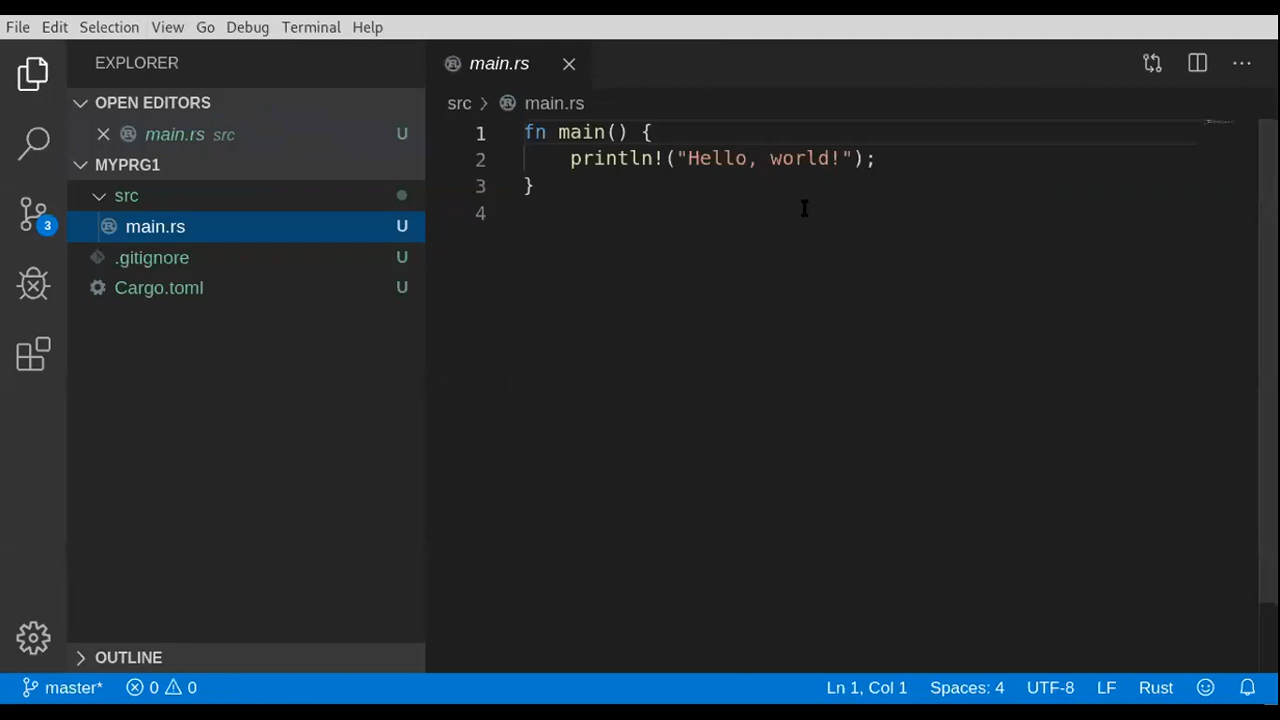 File Edit Selection View Go Debug Terminal Help
EXPLORER
main.rs
OPEN EDITORS
main.rs src U
MYPRG1
src
main.rs U
.gitignore U
Cargo.toml U
3
OUTLINE
src > main.rs
1 fn main() {
2 println!("Hello, world!");
3 }
4
master* 0 0 Ln 1, Col 1 Spaces: 4 UTF-8 LF Rust